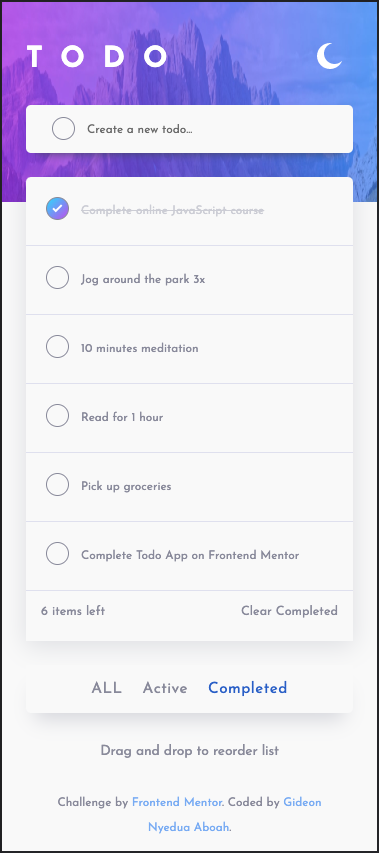 TODO
Create a new todo...
Complete online JavaScript course
Jog around the park 3x
10 minutes meditation
Read for 1 hour
Pick up groceries
Complete Todo App on Frontend Mentor
6 items left Clear Completed
ALL Active Completed
Drag and drop to reorder list
Challenge by Frontend Mentor. Coded by Gideon
Nyedua Aboah.